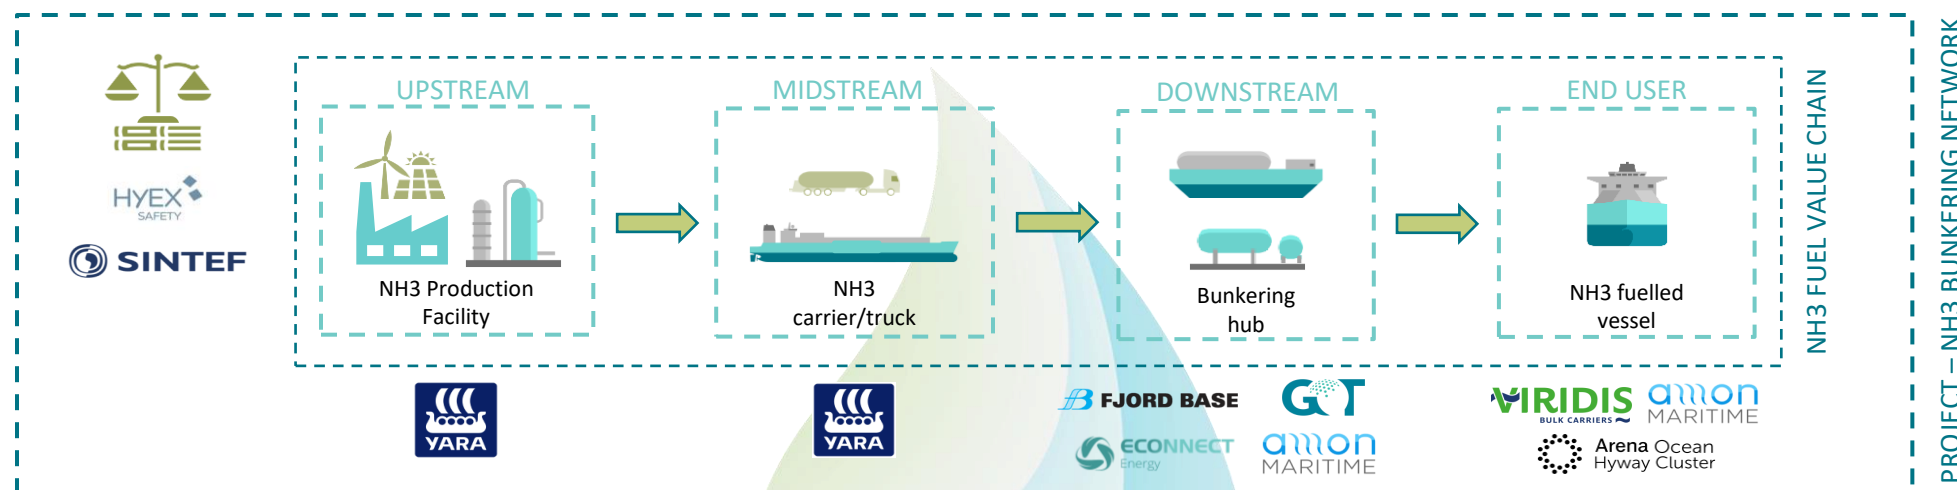 HYEX
SAFETY
SINTEF
UPSTREAM
NH3 Production
Facility
MIDSTREAM
NH3
carrier/truck
DOWNSTREAM
Bunkering
hub
END USER
NH3 fuelled
vessel
NH3 FUEL VALUE CHAIN
PROJECT – NH3 BUNKERING NETWORK
YARA
YARA
FJORD BASE
GOT
ECONNECT
Energy
amon
MARITIME
VIRIDIS
BULK CARRIERS
amon
MARITIME
Arena Ocean
Hyway Cluster